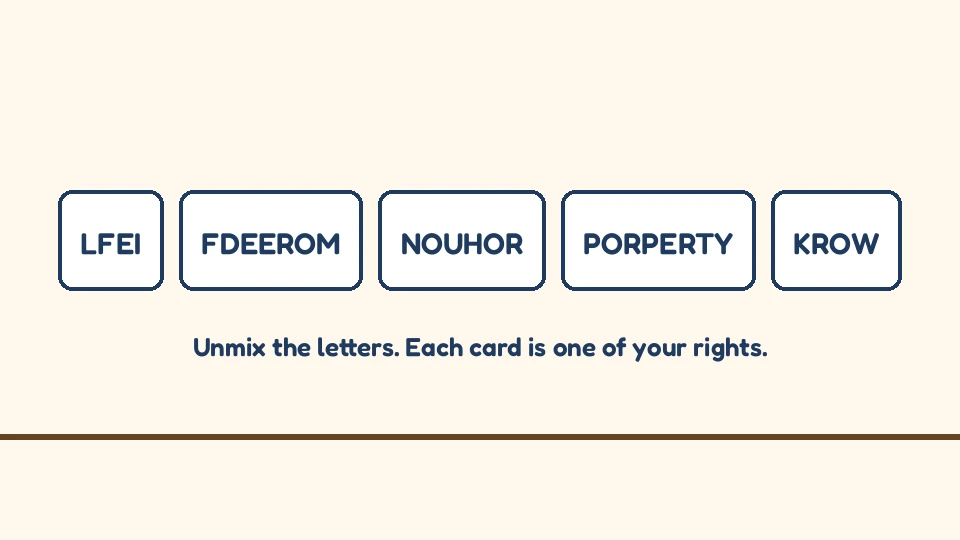 LFEI FDEEROM NOUHOR PORPERTY KROW
Unmix the letters. Each card is one of your rights.